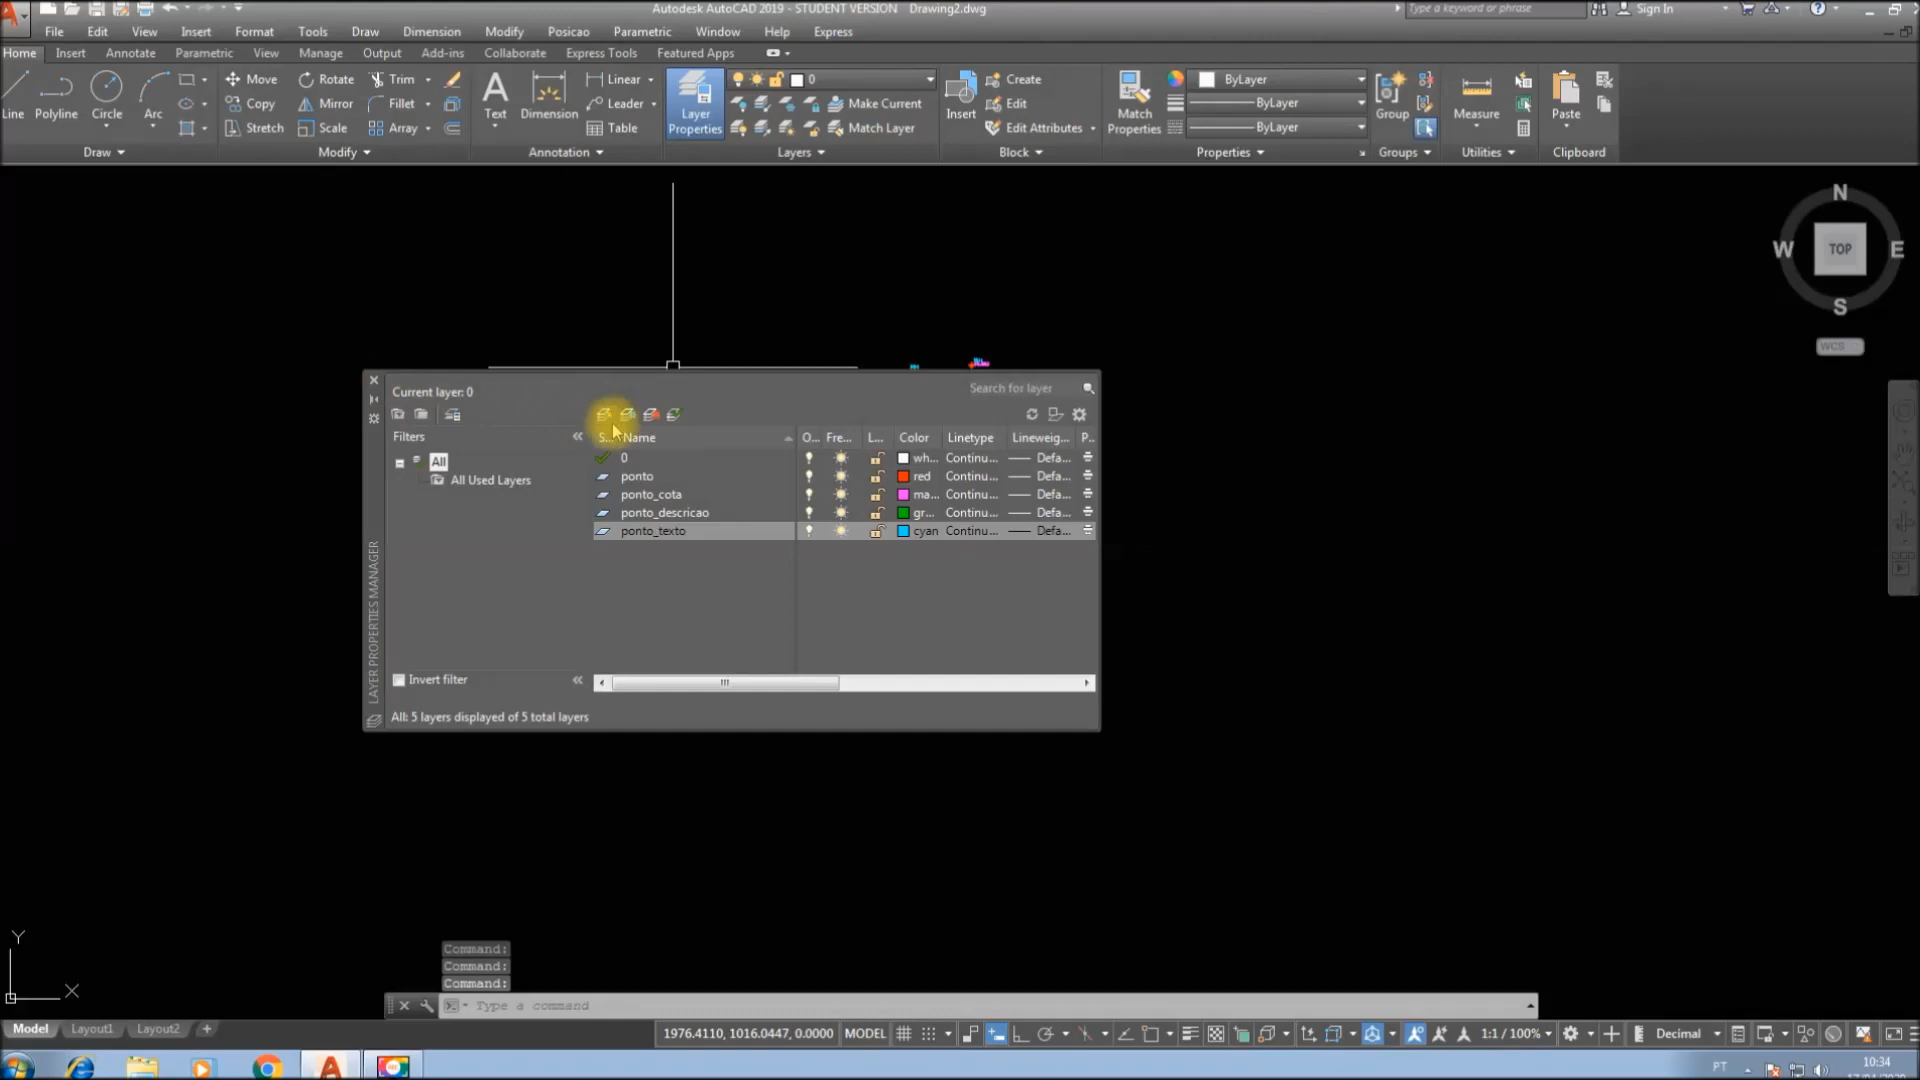 Autodesk AutoCAD 2019 - STUDENT VERSION Drawing2.dwg
Type a keyword or phrase
Sign In
File Edit View Insert Format Tools Draw Dimension Modify Posicao Parametric Window Help Express
Home Insert Annotate Parametric View Manage Output Add-ins Collaborate Express Tools Featured Apps
Line Polyline Circle Arc
Move Rotate Trim
Copy Mirror Fillet
Stretch Scale Array
Text Dimension
Linear
Leader
Table
Layer Properties
0
Make Current
Match Layer
Insert
Create
Edit
Edit Attributes
Match Properties
ByLayer
ByLayer
ByLayer
Group
Measure
Paste
Draw Modify Annotation Layers Block Properties Groups Utilities Clipboard
N
W TOP E
S
WCS
Current layer: 0
Search for layer
Filters
S... Name O... Fre... L... Color Linetype Lineweig... P..
All
All Used Layers
0 wh... Continu... Defa...
ponto red Continu... Defa...
ponto_cota ma... Continu... Defa...
ponto_descricao gr... Continu... Defa...
ponto_texto cyan Continu... Defa...
LAYER PROPERTIES MANAGER
Invert filter
All: 5 layers displayed of 5 total layers
Y
X
Command:
Command:
Command:
Type a command
Model Layout1 Layout2 +
1976.4110, 1016.0447, 0.0000 MODEL 1:1 / 100% Decimal
PT
10:34